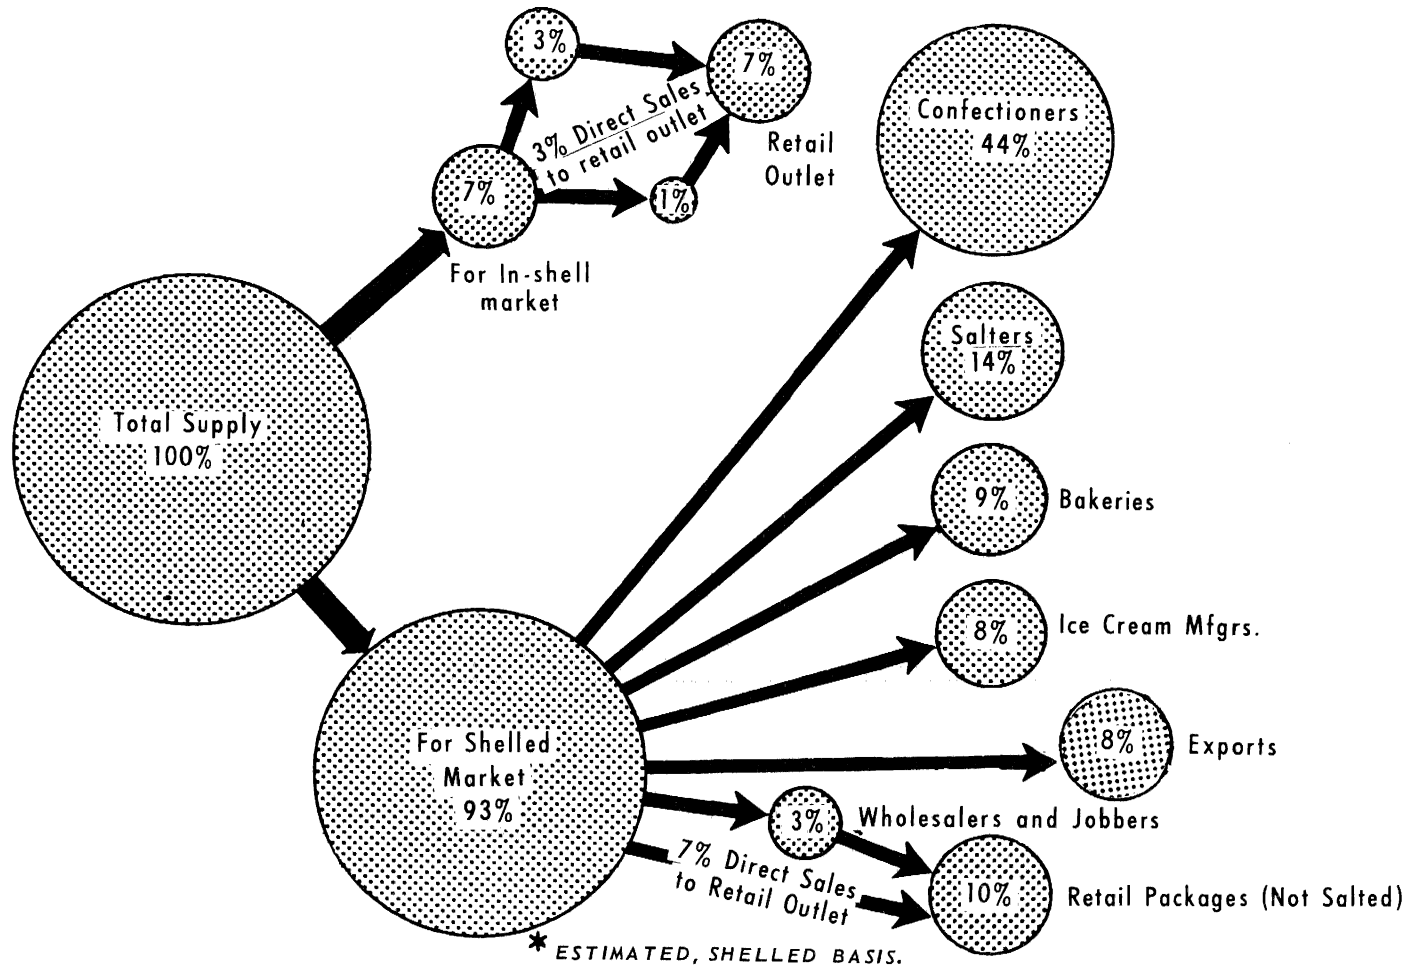 3%
7%
3% Direct Sales
to retail outlet
Retail
Outlet
7%
1%
For In-shell
market
Confectioners
44%
Salters
14%
Total Supply
100%
9%
Bakeries
8%
Ice Cream Mfgrs.
For Shelled
Market
93%
8%
Exports
3%
Wholesalers and Jobbers
7% Direct Sales
to Retail Outlet
10%
Retail Packages (Not Salted)
* ESTIMATED, SHELLED BASIS.